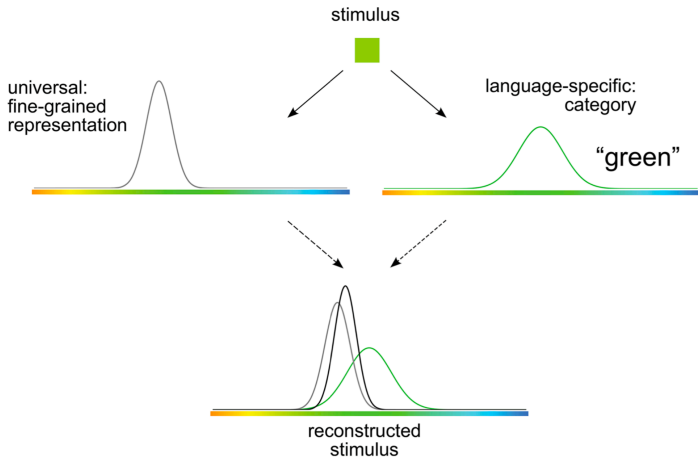 stimulus
universal:
fine-grained
representation
language-specific:
category
“green”
reconstructed
stimulus